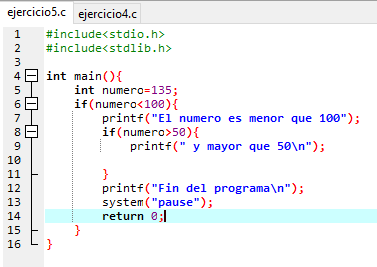 ejercicio5.c ejercicio4.c
1 #include<stdio.h>
2 #include<stdlib.h>
3
4 int main(){
5 int numero=135;
6 if(numero<100){
7 printf("El numero es menor que 100");
8 if(numero>50){
9 printf(" y mayor que 50\n");
10
11 }
12 printf("Fin del programa\n");
13 system("pause");
14 return 0;
15 }
16 }